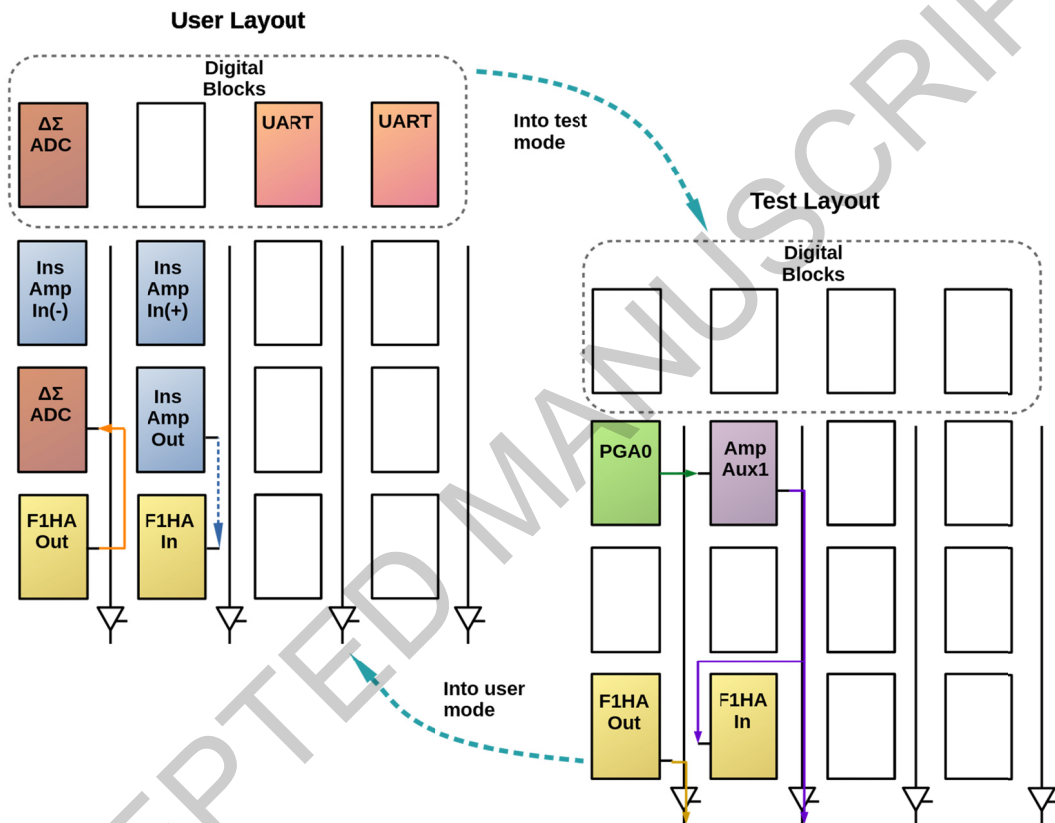 User Layout
Digital
Blocks
ΔΣ
ADC
UART
UART
Into test
mode
Ins
Amp
In(-)
Ins
Amp
In(+)
ΔΣ
ADC
Ins
Amp
Out
F1HA
Out
F1HA
In
Test Layout
Digital
Blocks
PGA0
Amp
Aux1
F1HA
Out
F1HA
In
Into user
mode
EPTED MANUSCRIP